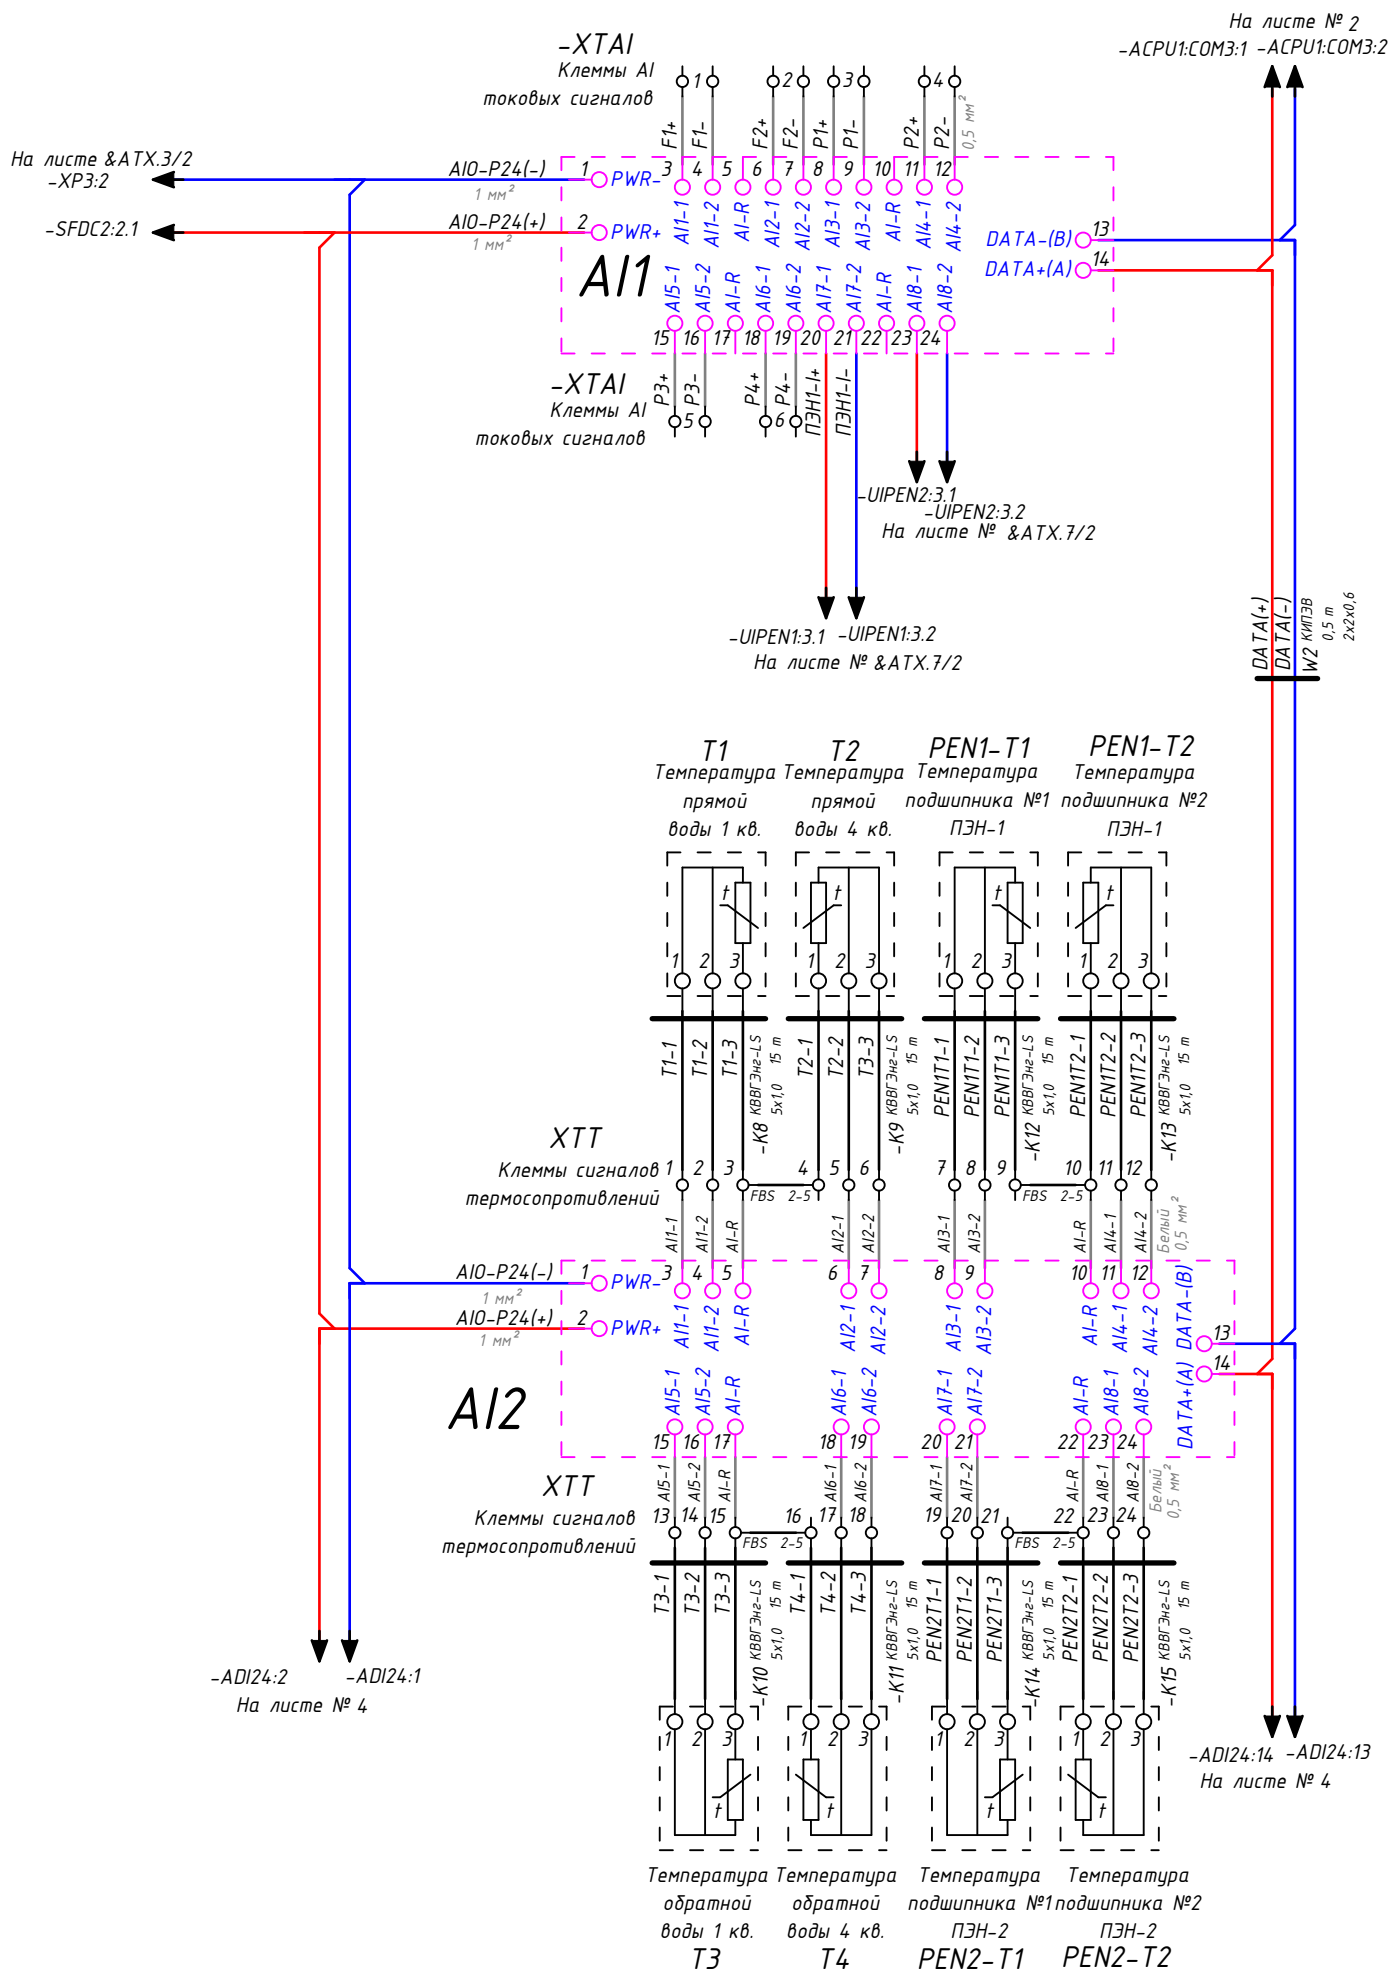 На листе № 2
-ACPU1:COM3:1 -ACPU1:COM3:2
-XTAI
Клеммы AI
токовых сигналов
1 2 3 4
F1+ F1- F2+ F2- P1+ P1- P2+ P2- 0,5 мм²
На листе &ATX.3/2
-XP3:2
-SFDC2:2.1
AIO-P24(-)
1 мм²
AIO-P24(+)
1 мм²
1 PWR-
2 PWR+
3 4 5 6 7 8 9 10 11 12
AI1-1 AI1-2 AI-R AI2-1 AI2-2 AI3-1 AI3-2 AI-R AI4-1 AI4-2
DATA-(B) 13
DATA+(A) 14
AI1
AI5-1 AI5-2 AI-R AI6-1 AI6-2 AI7-1 AI7-2 AI-R AI8-1 AI8-2
15 16 17 18 19 20 21 22 23 24
-XTAI
Клеммы AI
токовых сигналов
P3+ P3- P4+ P4- ПЭН1-I+ ПЭН1-I-
5 6
-UIPEN2:3.1
-UIPEN2:3.2
На листе № &ATX.7/2
-UIPEN1:3.1 -UIPEN1:3.2
На листе № &ATX.7/2
DATA(+)
DATA(-)
W2 КИПЭВ
0,5 m
2x2x0,6
T1
Температура
прямой
воды 1 кв.
T2
Температура
прямой
воды 4 кв.
PEN1-T1
Температура
подшипника №1
ПЭН-1
PEN1-T2
Температура
подшипника №2
ПЭН-1
t t t t
1 2 3 1 2 3 1 2 3 1 2 3
T1-1 T1-2 T1-3
-K8 КВВГЭнг-LS
5x1,0 15 m
T2-1 T2-2 T3-3
-K9 КВВГЭнг-LS
5x1,0 15 m
PEN1T1-1 PEN1T1-2 PEN1T1-3
-K12 КВВГЭнг-LS
5x1,0 15 m
PEN1T2-1 PEN1T2-2 PEN1T2-3
-K13 КВВГЭнг-LS
5x1,0 15 m
XTT
Клеммы сигналов
термосопротивлений
1 2 3 4 5 6 7 8 9 10 11 12
FBS 2-5 FBS 2-5
AI1-1 AI1-2 AI-R AI2-1 AI2-2 AI3-1 AI3-2 AI-R AI4-1 AI4-2
Белый
0,5 мм²
AIO-P24(-)
1 мм²
AIO-P24(+)
1 мм²
1 PWR-
2 PWR+
3 4 5 6 7 8 9 10 11 12
AI1-1 AI1-2 AI-R AI2-1 AI2-2 AI3-1 AI3-2 AI-R AI4-1 AI4-2
DATA-(B) 13
DATA+(A) 14
AI2
AI5-1 AI5-2 AI-R AI6-1 AI6-2 AI7-1 AI7-2 AI-R AI8-1 AI8-2
15 16 17 18 19 20 21 22 23 24
XTT
Клеммы сигналов
термосопротивлений
AI5-1 AI5-2 AI-R AI6-1 AI6-2 AI7-1 AI7-2 AI-R AI8-1 AI8-2
Белый
0,5 мм²
13 14 15 16 17 18 19 20 21 22 23 24
FBS 2-5 FBS 2-5
T3-1 T3-2 T3-3
-K10 КВВГЭнг-LS
5x1,0 15 m
T4-1 T4-2 T4-3
-K11 КВВГЭнг-LS
5x1,0 15 m
PEN2T1-1 PEN2T1-2 PEN2T1-3
-K14 КВВГЭнг-LS
5x1,0 15 m
PEN2T2-1 PEN2T2-2 PEN2T2-3
-K15 КВВГЭнг-LS
5x1,0 15 m
-ADI24:2 -ADI24:1
На листе № 4
-ADI24:14 -ADI24:13
На листе № 4
1 2 3 1 2 3 1 2 3 1 2 3
t t t t
Температура
обратной
воды 1 кв.
T3
Температура
обратной
воды 4 кв.
T4
Температура
подшипника №1
ПЭН-2
PEN2-T1
Температура
подшипника №2
ПЭН-2
PEN2-T2